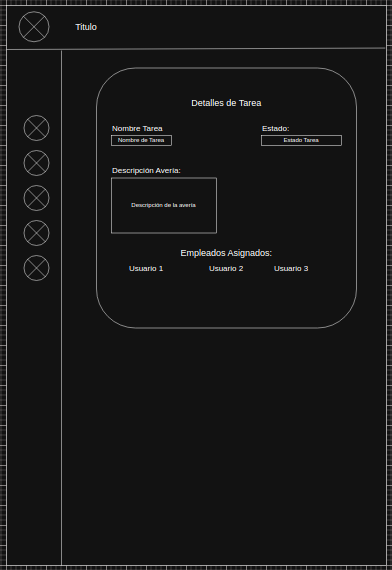 Titulo
Detalles de Tarea
Nombre Tarea
Estado:
Nombre de Tarea
Estado Tarea
Descripción Avería:
Descripción de la avería
Empleados Asignados:
Usuario 1
Usuario 2
Usuario 3